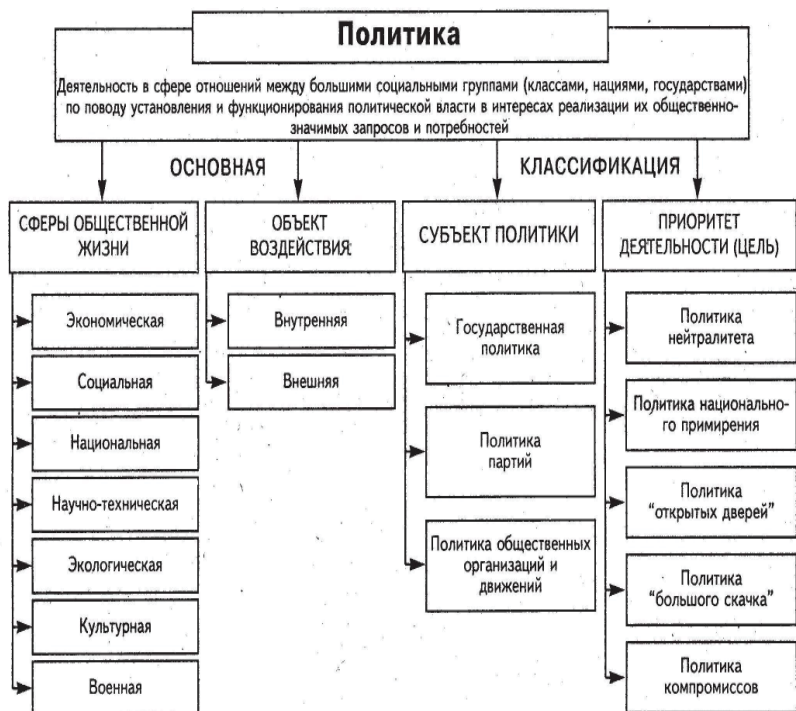 Политика
Деятельность в сфере отношений между большими социальными группами (классами, нациями, государствами)
по поводу установления и функционирования политической власти в интересах реализации их общественно-
значимых запросов и потребностей
ОСНОВНАЯ КЛАССИФИКАЦИЯ
СФЕРЫ ОБЩЕСТВЕННОЙ
ЖИЗНИ
Экономическая
Социальная
Национальная
Научно-техническая
Экологическая
Культурная
Военная
ОБЪЕКТ
ВОЗДЕЙСТВИЯ
Внутренняя
Внешняя
СУБЪЕКТ ПОЛИТИКИ
Государственная
политика
Политика
партий
Политика общественных
организаций и
движений
ПРИОРИТЕТ
ДЕЯТЕЛЬНОСТИ (ЦЕЛЬ)
Политика
нейтралитета
Политика национально-
го примирения
Политика
"открытых дверей"
Политика
"большого скачка"
Политика
компромиссов